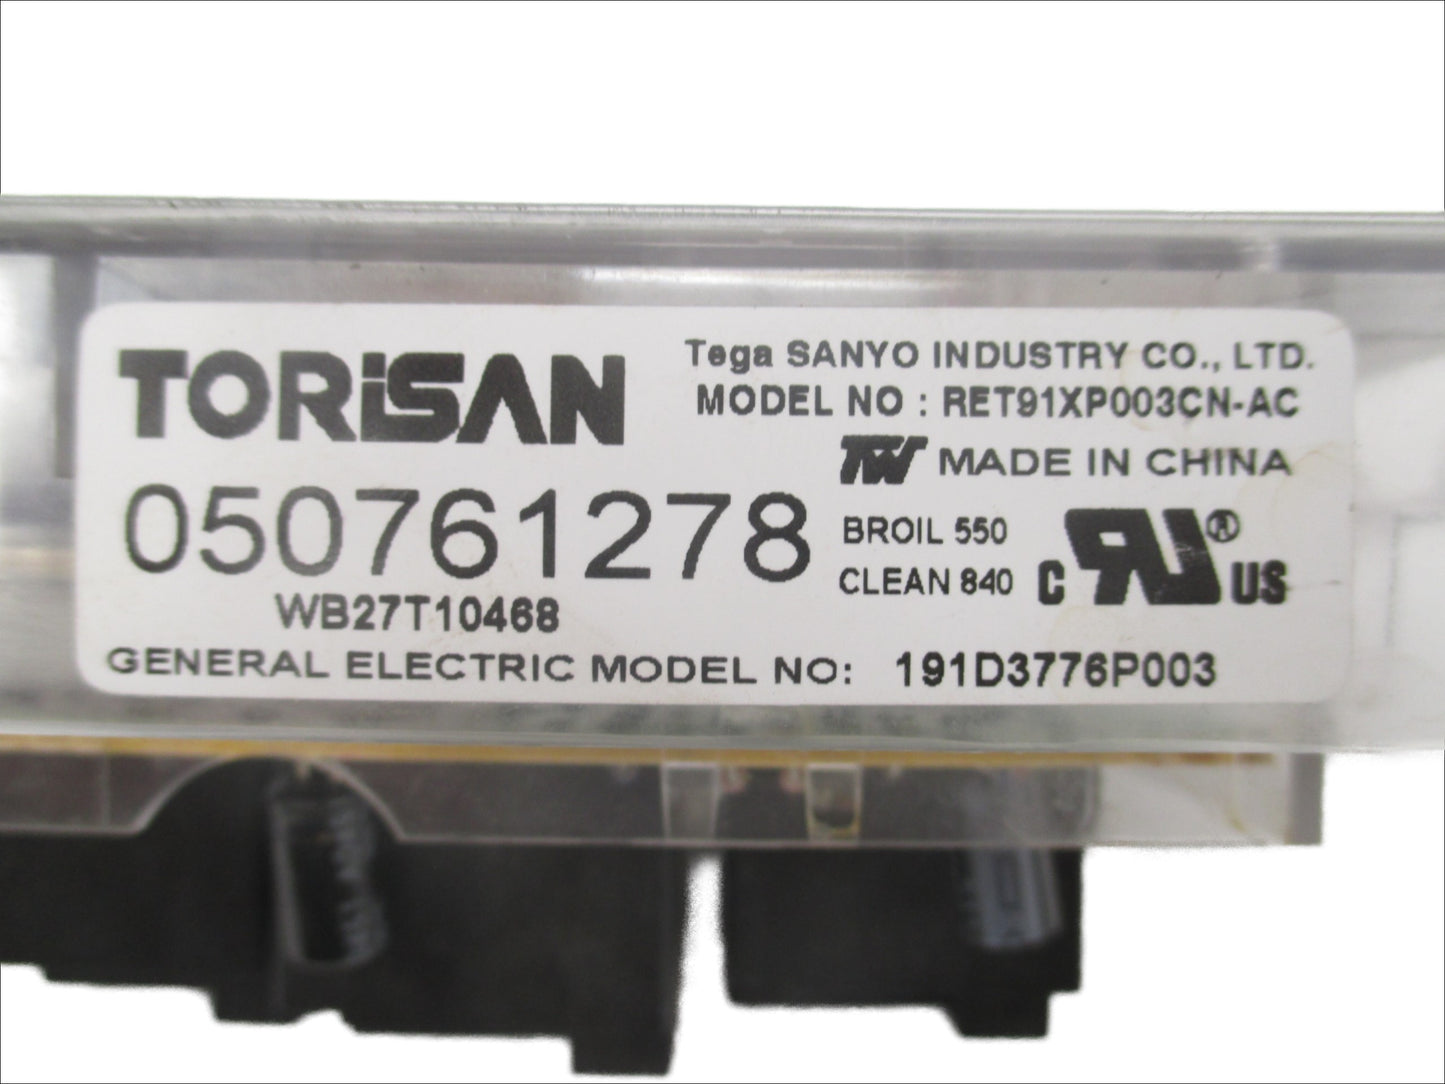 TORiSAN
Tega SANYO INDUSTRY CO., LTD.
MODEL NO : RET91XP003CN-AC
TW MADE IN CHINA
050761278
BROIL 550
CLEAN 840
C RU® US
WB27T10468
GENERAL ELECTRIC MODEL NO: 191D3776P003